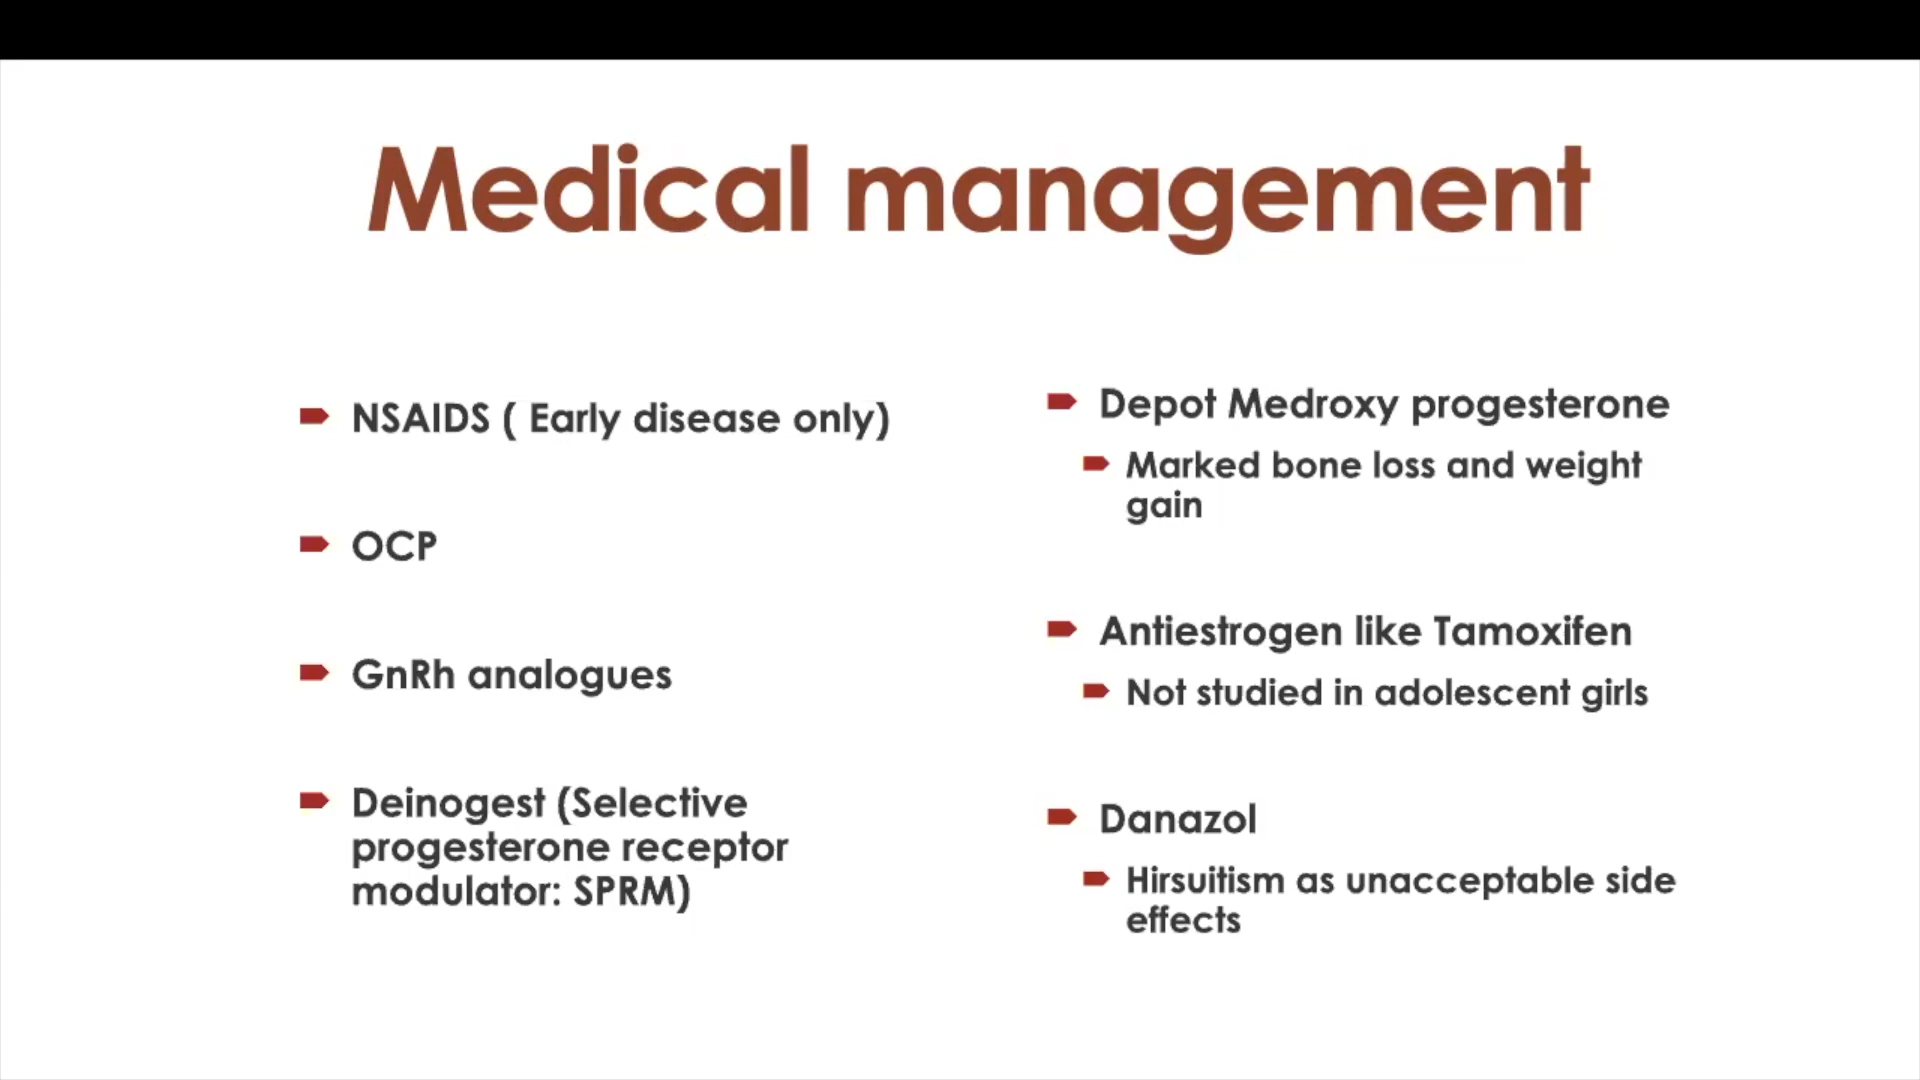 Medical management
NSAIDS ( Early disease only)
OCP
GnRh analogues
Deinogest (Selective
progesterone receptor
modulator: SPRM)
Depot Medroxy progesterone
Marked bone loss and weight
gain
Antiestrogen like Tamoxifen
Not studied in adolescent girls
Danazol
Hirsuitism as unacceptable side
effects